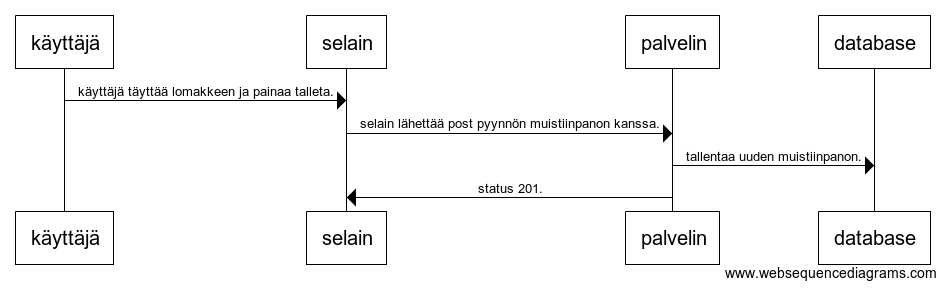 käyttäjä selain palvelin database
käyttäjä täyttää lomakkeen ja painaa talleta.
selain lähettää post pyynnön muistiinpanon kanssa.
tallentaa uuden muistiinpanon.
status 201.
käyttäjä selain palvelin database
www.websequencediagrams.com